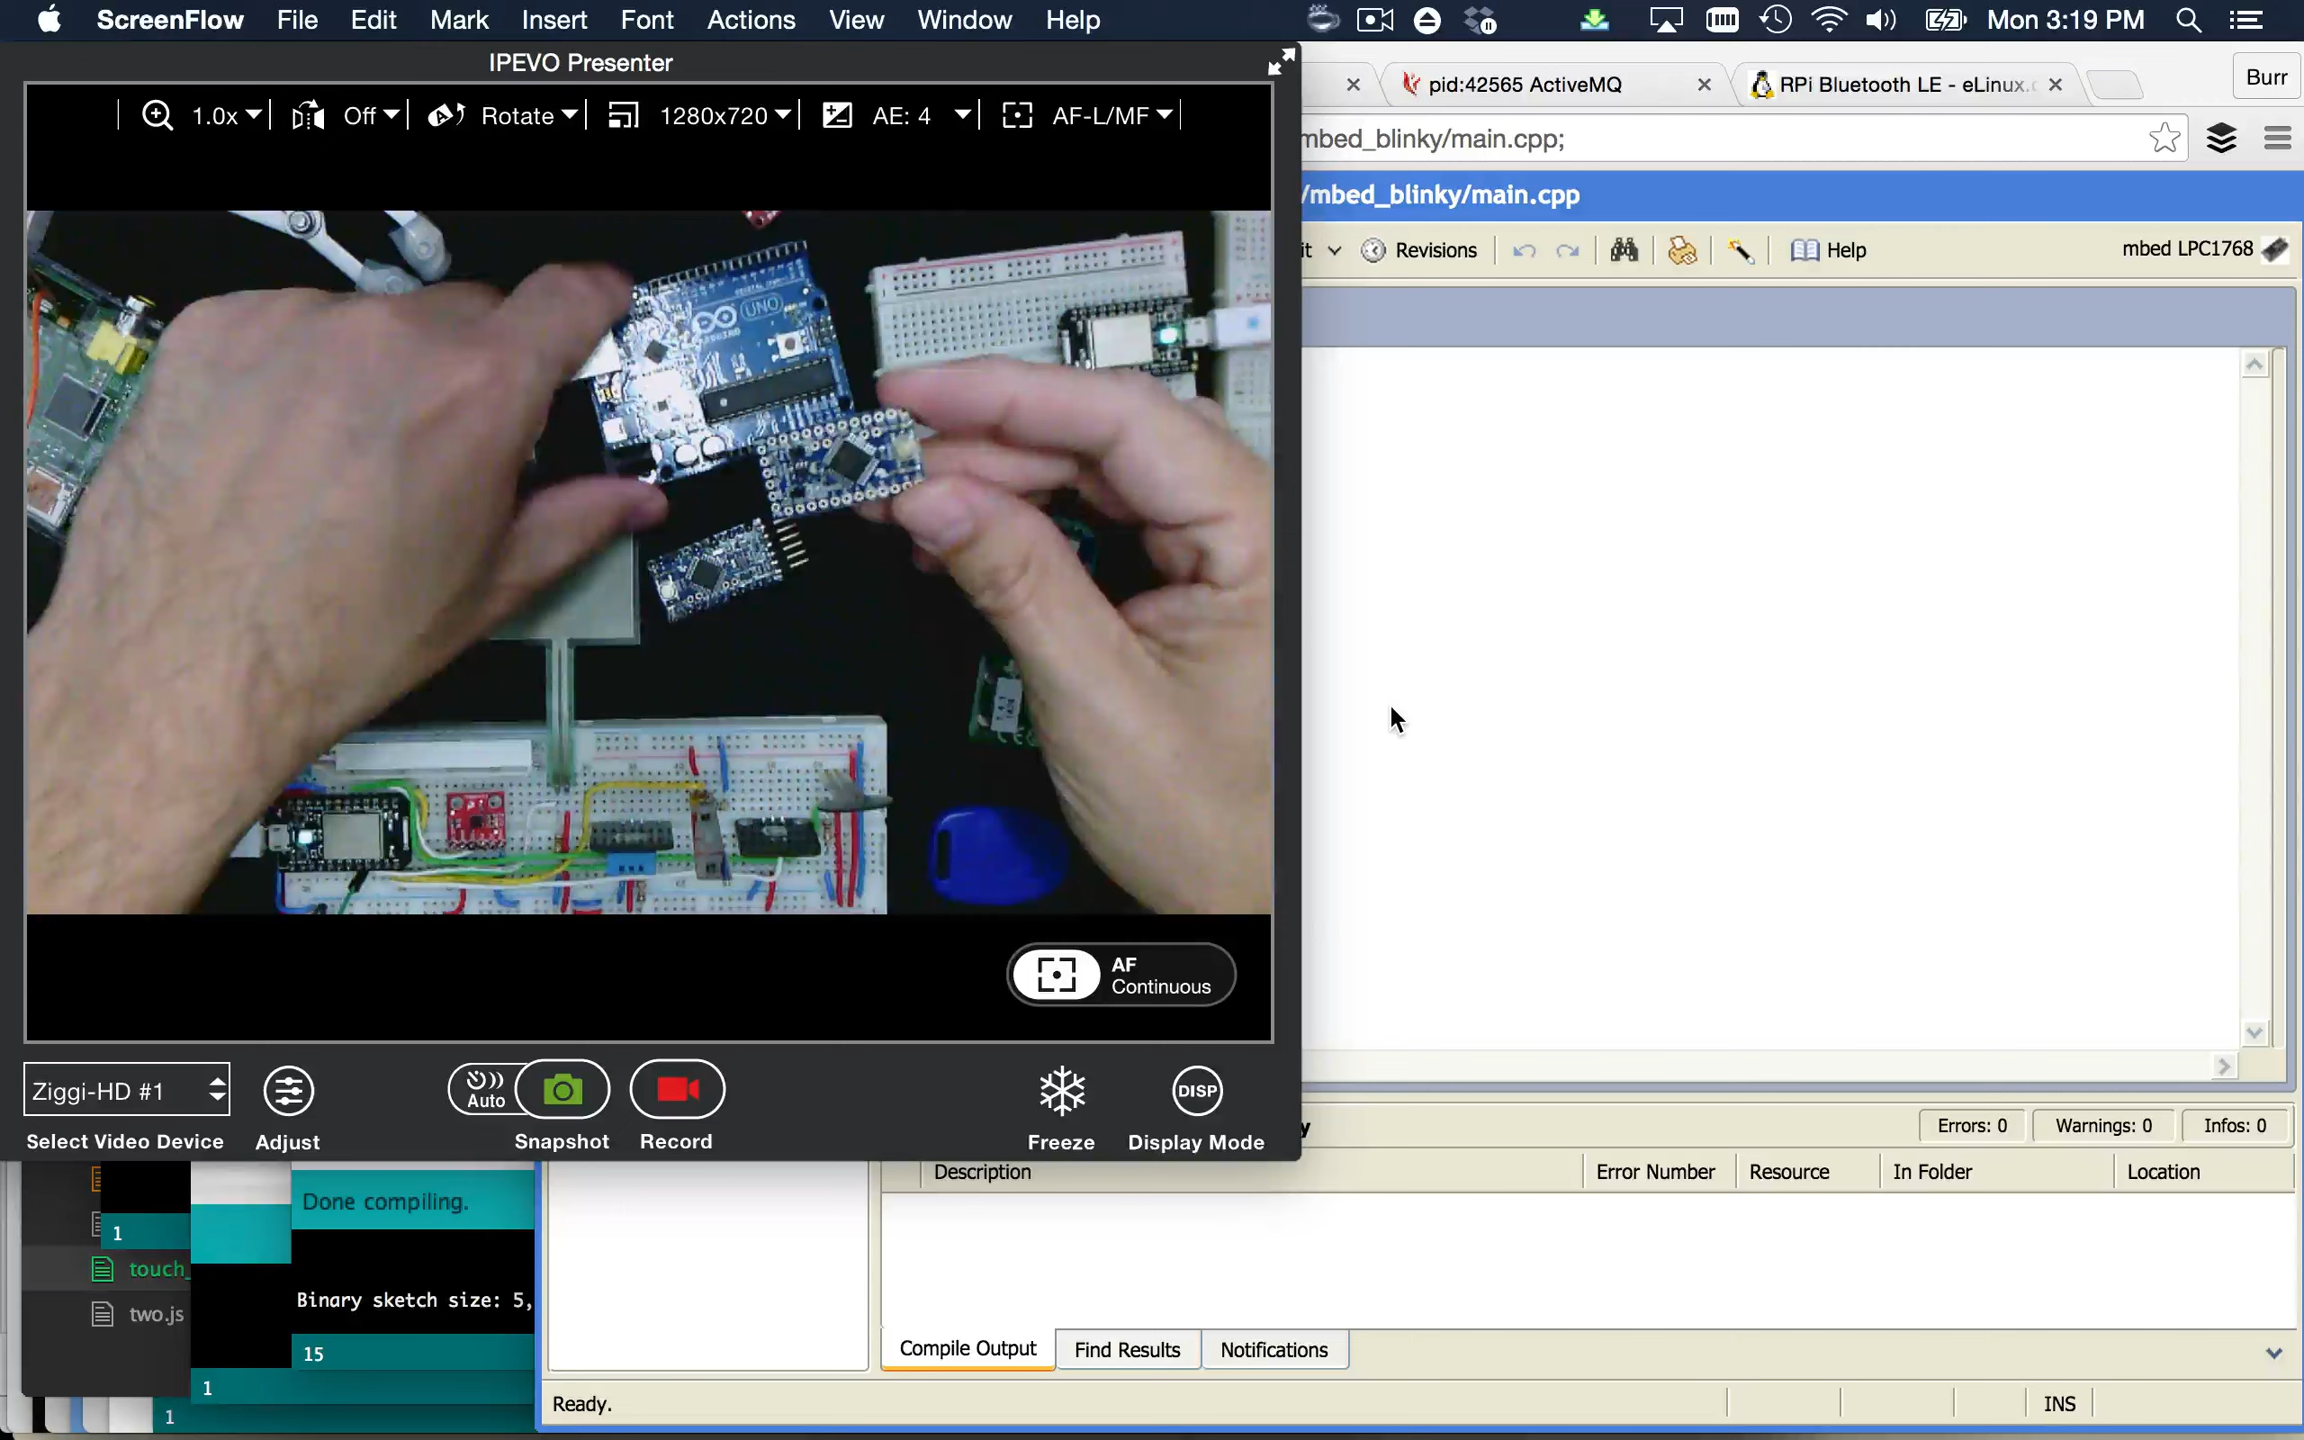 ScreenFlow File Edit Mark Insert Font Actions View Window Help Mon 3:19 PM
IPEVO Presenter
pid:42565 ActiveMQ
RPi Bluetooth LE - eLinux.
Burr
1.0x Off Rotate 1280x720 AE: 4 AF-L/MF
mbed_blinky/main.cpp;
/mbed_blinky/main.cpp
it Revisions Help mbed LPC1768
UNO
AF
Continuous
Ziggi-HD #1
Auto
DISP
Select Video Device Adjust Snapshot Record Freeze Display Mode
y
Errors: 0 Warnings: 0 Infos: 0
Description Error Number Resource In Folder Location
Done compiling.
1
touch_
Binary sketch size: 5,
two.js
15
1
1
Compile Output Find Results Notifications
Ready. INS